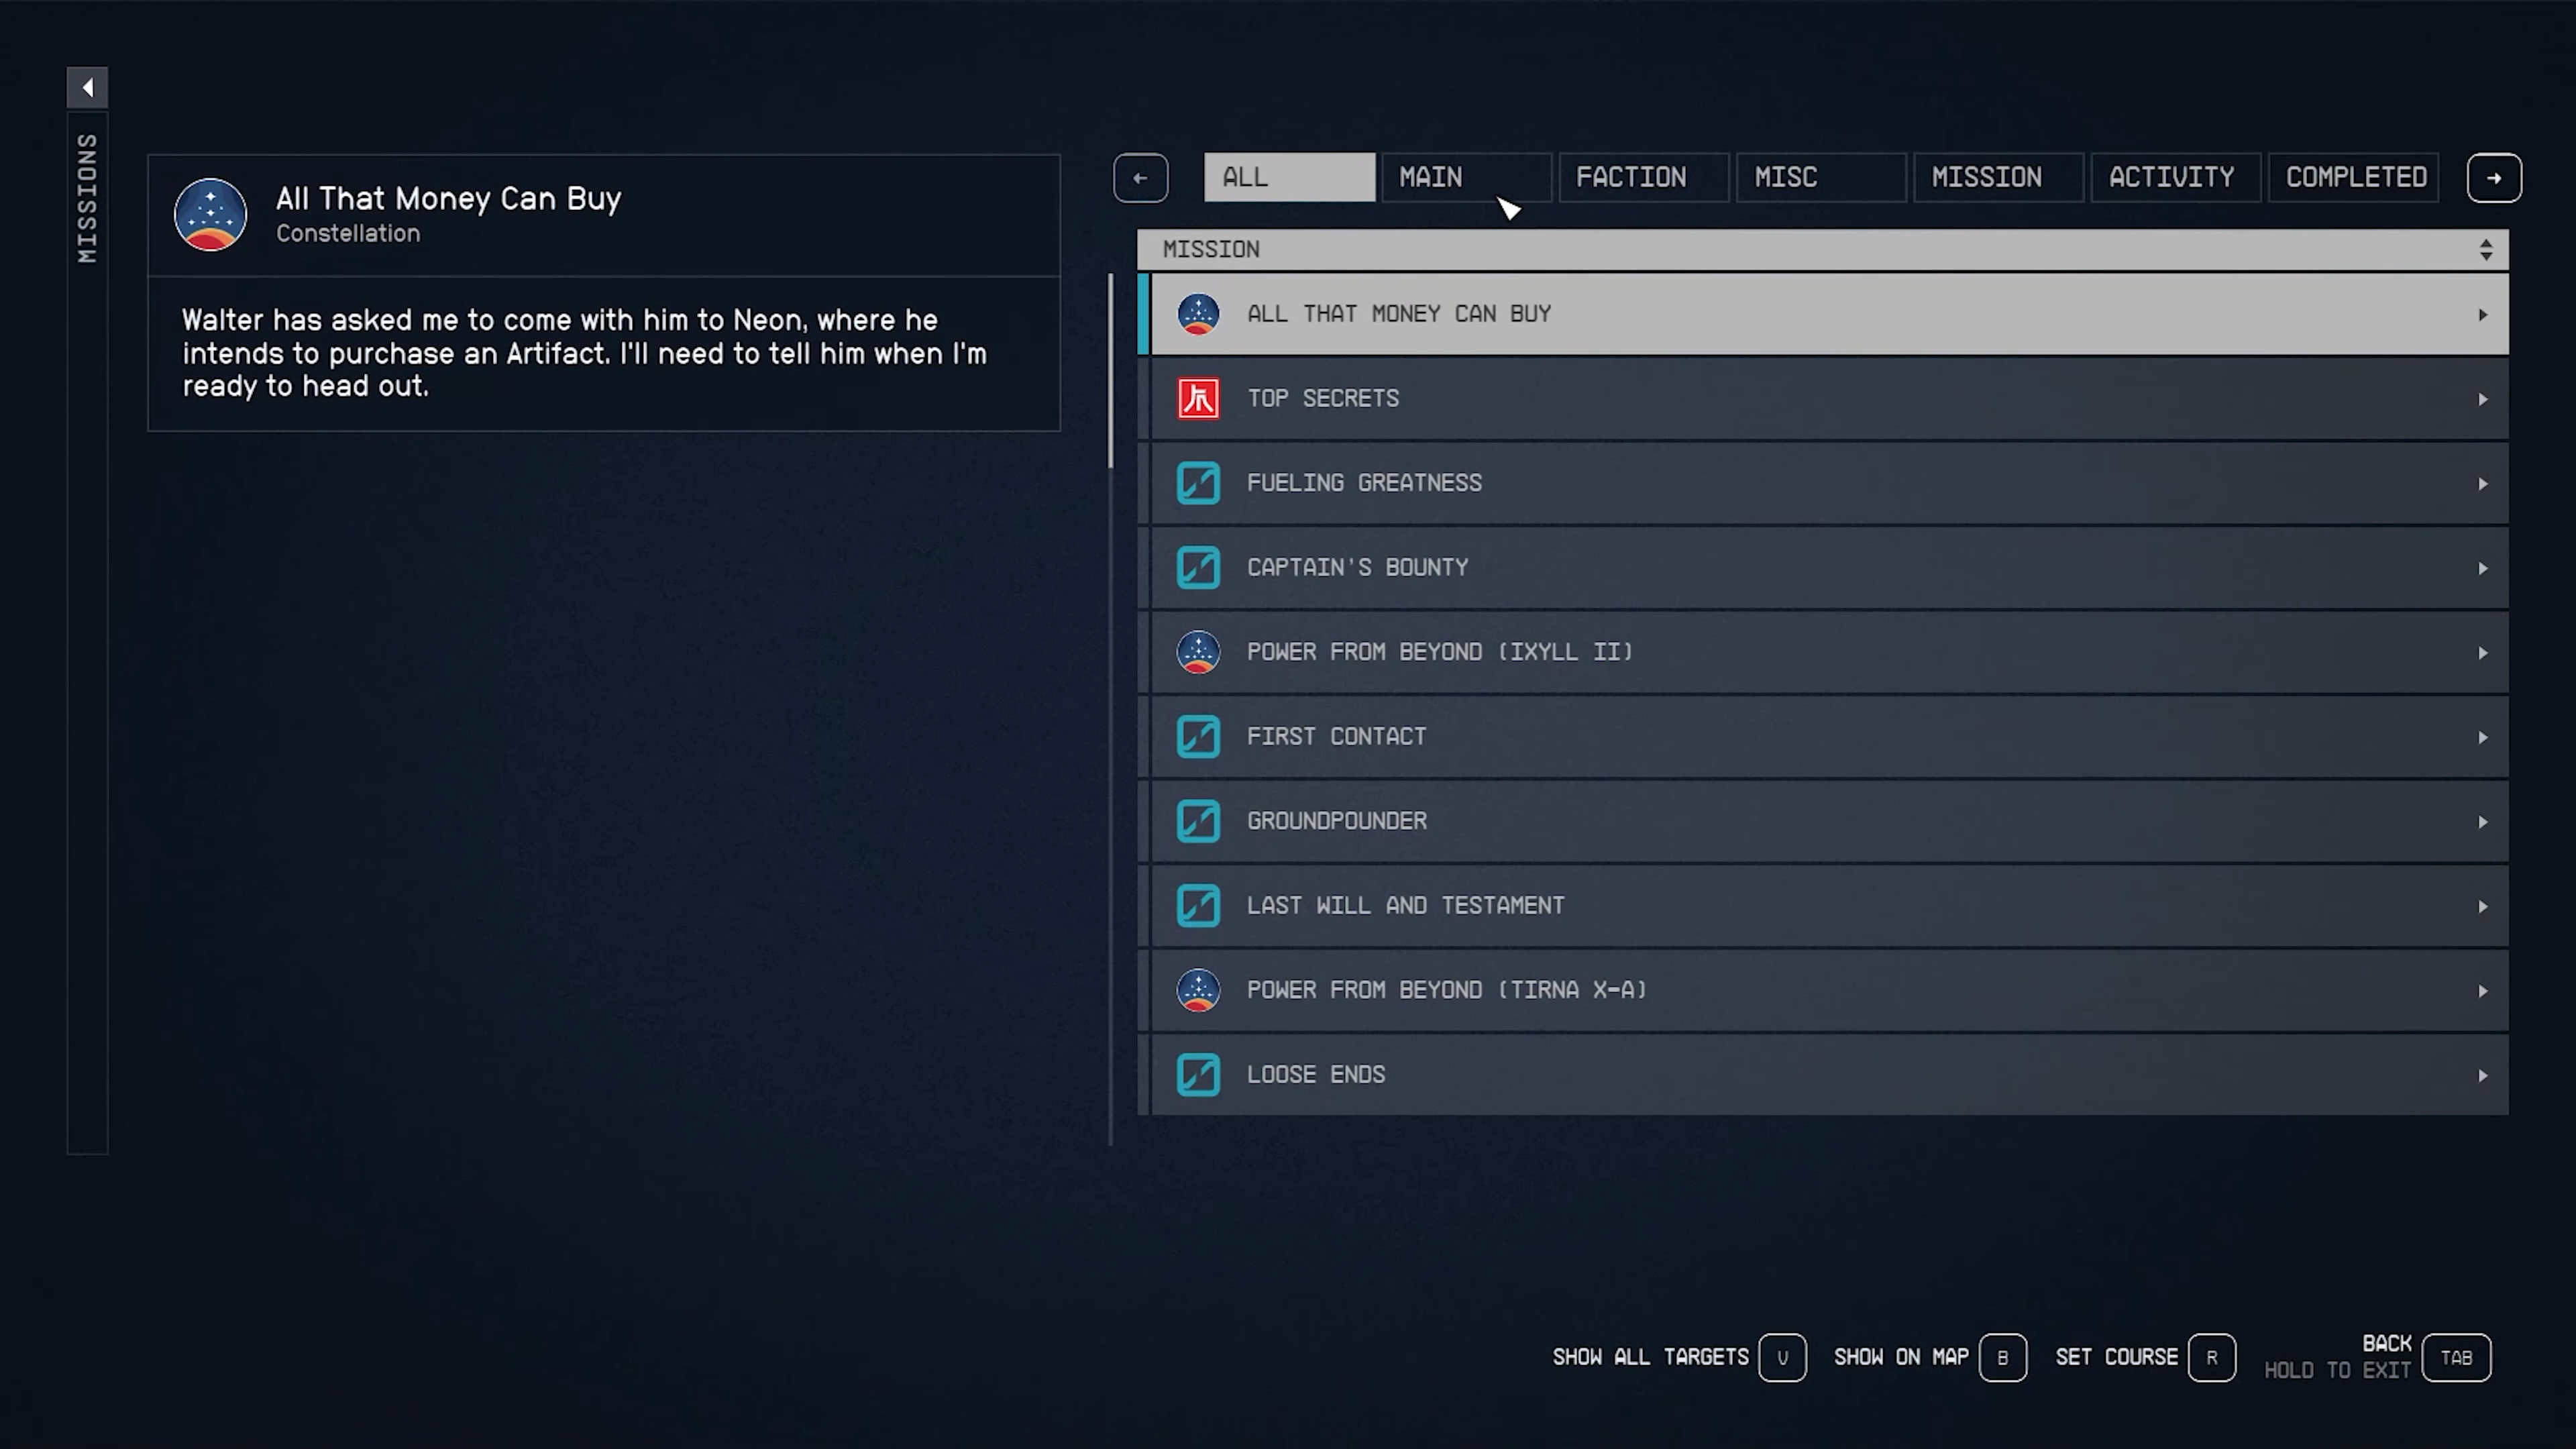 MISSIONS
All That Money Can Buy
Constellation
Walter has asked me to come with him to Neon, where he
intends to purchase an Artifact. I'll need to tell him when I'm
ready to head out.
ALL MAIN FACTION MISC MISSION ACTIVITY COMPLETED
MISSION
ALL THAT MONEY CAN BUY
TOP SECRETS
FUELING GREATNESS
CAPTAIN'S BOUNTY
POWER FROM BEYOND (IXYLL II)
FIRST CONTACT
GROUNDPOUNDER
LAST WILL AND TESTAMENT
POWER FROM BEYOND (TIRNA X-A)
LOOSE ENDS
SHOW ALL TARGETS V SHOW ON MAP B SET COURSE R BACK TAB
HOLD TO EXIT